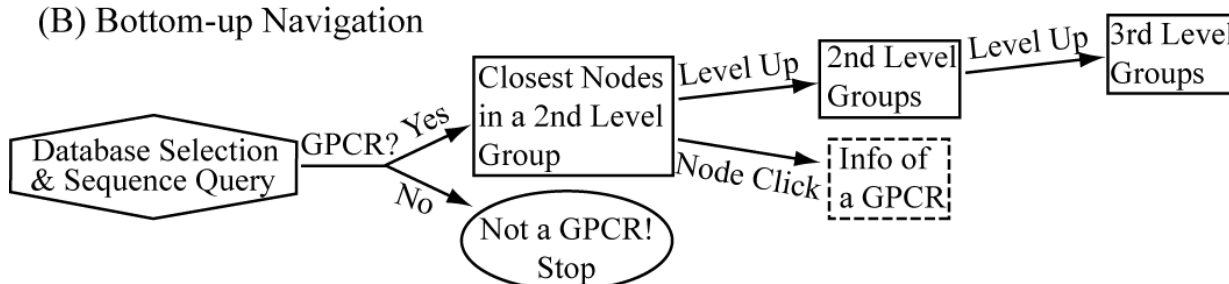 (B) Bottom-up Navigation
Database Selection
& Sequence Query
GPCR?
Yes
No
Closest Nodes
in a 2nd Level
Group
Not a GPCR!
Stop
Level Up
Node Click
2nd Level
Groups
Info of
a GPCR
Level Up
3rd Level
Groups